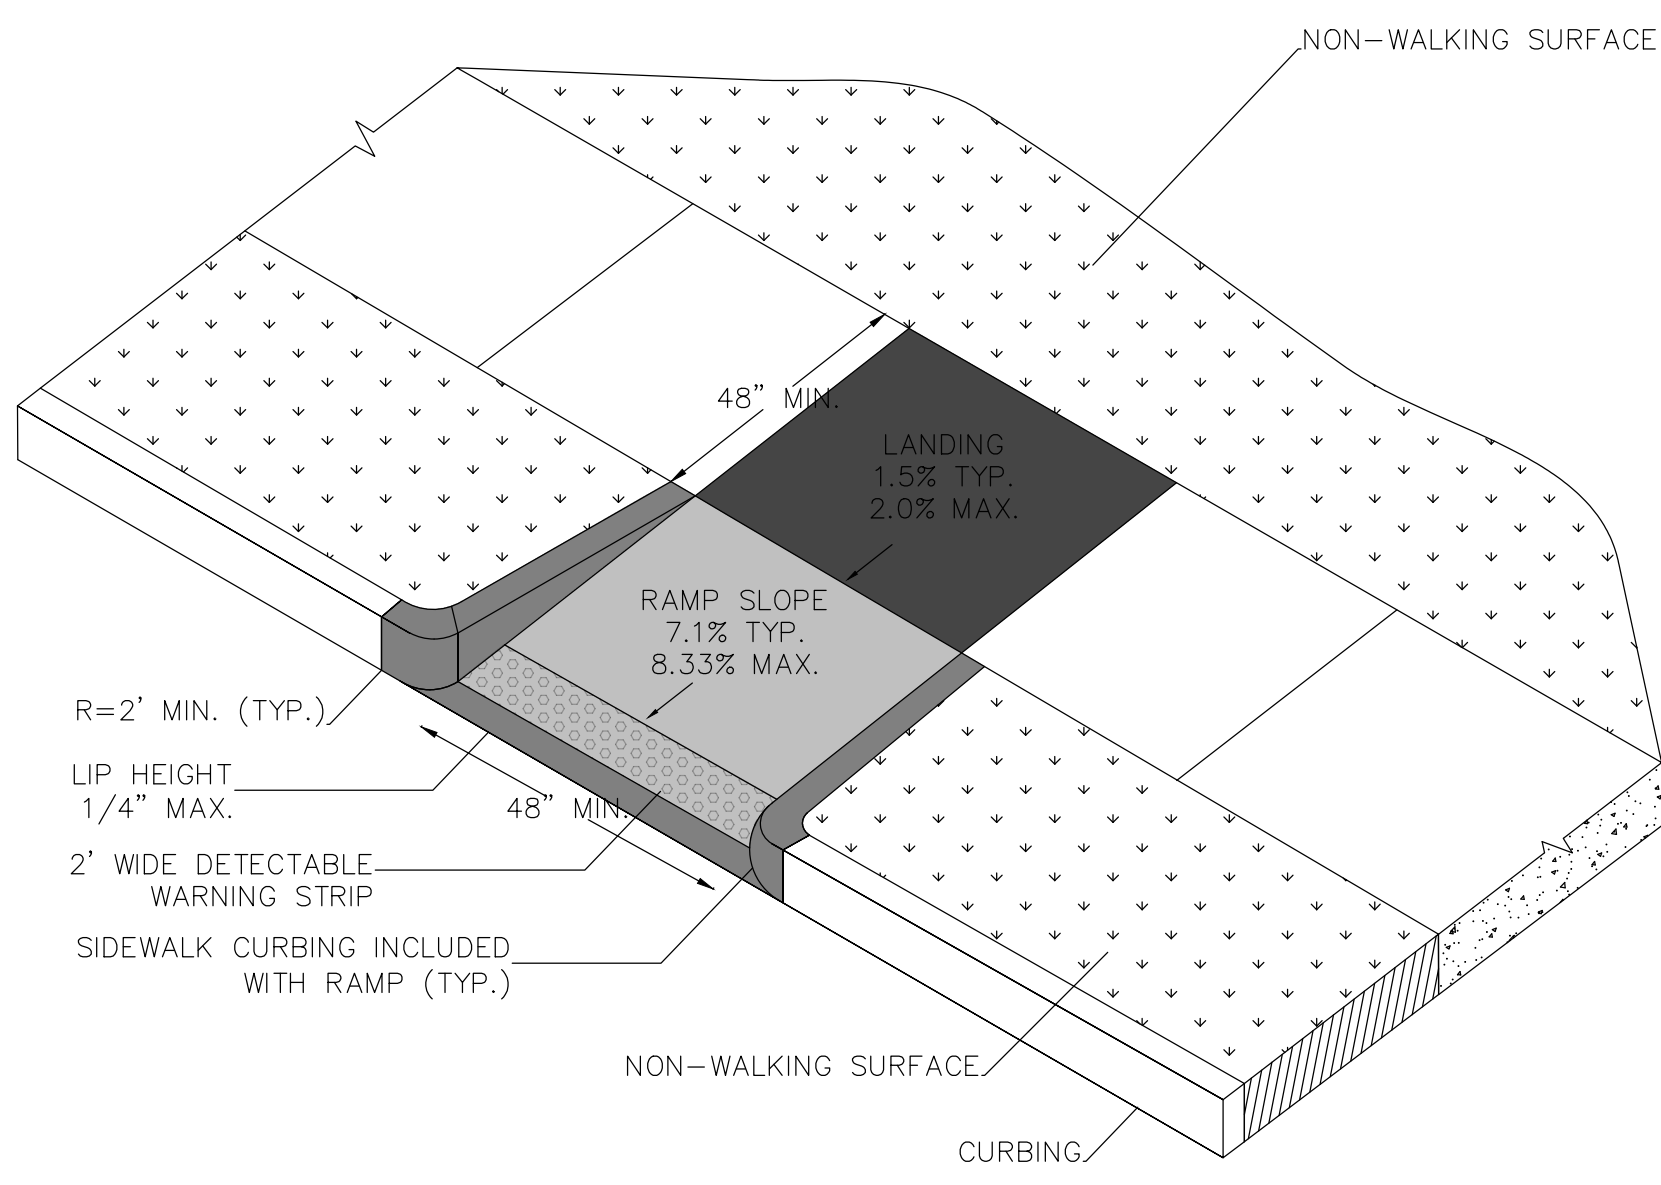 NON-WALKING SURFACE
48” MIN.
LANDING
1.5% TYP.
2.0% MAX.
RAMP SLOPE
7.1% TYP.
8.33% MAX.
R=2’ MIN. (TYP.)
LIP HEIGHT
1/4” MAX.
48” MIN.
2’ WIDE DETECTABLE
WARNING STRIP
SIDEWALK CURBING INCLUDED
WITH RAMP (TYP.)
NON-WALKING SURFACE
CURBING